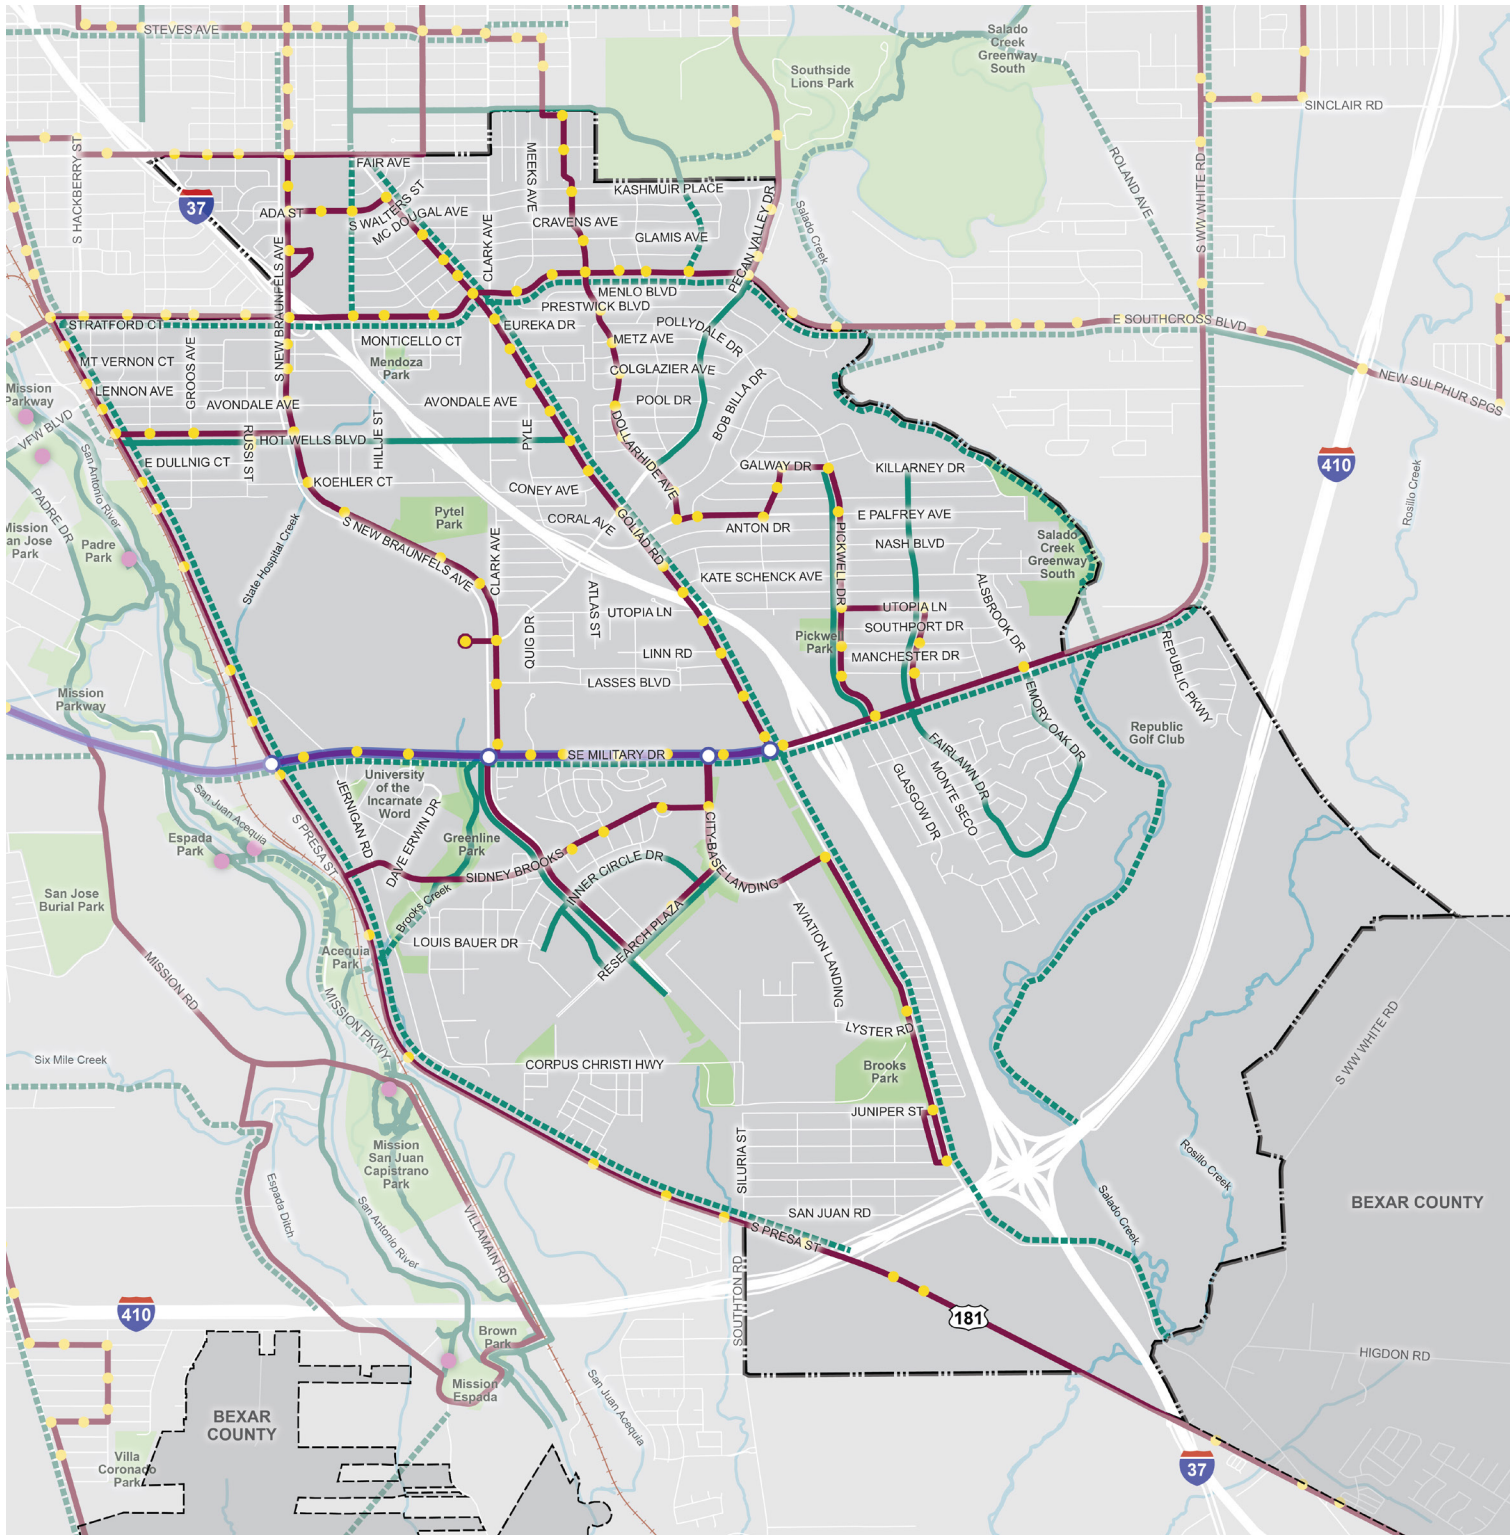 STEVES AVE
Salado
Creek
Greenway
South
Southside
Lions Park
SINCLAIR RD
S HACKBERRY ST
FAIR AVE
MEEKS AVE
ROLAND AVE
S WW WHITE RD
KASHMUIR PLACE
37
ADA ST
S WALTERS ST
MC DOUGAL AVE
CLARK AVE
CRAVENS AVE
GLAMIS AVE
PECAN VALLEY DR
Salado Creek
S NEW BRAUNFELS AVE
MENLO BLVD
PRESTWICK BLVD
STRATFORD CT
EUREKA DR
POLLYDALE DR
E SOUTHCROSS BLVD
MONTICELLO CT
METZ AVE
MT VERNON CT
GROOS AVE
Mendoza
Park
COLGLAZIER AVE
NEW SULPHUR SPGS
Mission
Parkway
LENNON AVE
AVONDALE AVE
AVONDALE AVE
POOL DR
BOB BILLA DR
VFW BLVD
RUSSI ST
HOT WELLS BLVD
HILLJE ST
PYLE
DOLLARHIDE AVE
E DULLNIG CT
San Antonio River
KOEHLER CT
GALWAY DR
KILLARNEY DR
410
Rosillo Creek
PADRE DR
CONEY AVE
Pytel
Park
CORAL AVE
GOLIAD RD
ANTON DR
E PALFREY AVE
Mission
San Jose
Park
Padre
Park
State Hospital Creek
S NEW BRAUNFELS AVE
CLARK AVE
PICKWELL DR
NASH BLVD
Salado
Creek
Greenway
South
ATLAS ST
KATE SCHENCK AVE
ALSBROOK DR
UTOPIA LN
UTOPIA LN
QUIG DR
Pickwell
Park
SOUTHPORT DR
LINN RD
MANCHESTER DR
REPUBLIC PKWY
LASSES BLVD
Mission
Parkway
EMORY OAK DR
Republic
Golf Club
SE MILITARY DR
FAIRLAWN DR
University
of the
Incarnate
Word
JERNIGAN RD
GLASGOW DR
MONTE SECO
San Juan Acequia
S PRESA ST
DAVE ERWIN DR
Greenline
Park
CITY-BASE LANDING
Espada
Park
INNER CIRCLE DR
SIDNEY BROOKS
San Jose
Burial Park
Brooks Creek
RESEARCH PLAZA
AVIATION LANDING
LOUIS BAUER DR
Acequia
Park
MISSION RD
MISSION PKWY
LYSTER RD
S WW WHITE RD
Six Mile Creek
CORPUS CHRISTI HWY
Brooks
Park
JUNIPER ST
Mission
San Juan
Capistrano
Park
SILURIA ST
Rosillo Creek
Espada Ditch
San Antonio River
VILLAMAIN RD
SAN JUAN RD
Salado Creek
BEXAR COUNTY
S PRESA ST
SOUTHTON RD
410
181
Brown
Park
HIGDON RD
Mission
Espada
San Juan Acequia
BEXAR
COUNTY
Villa
Coronado
Park
37